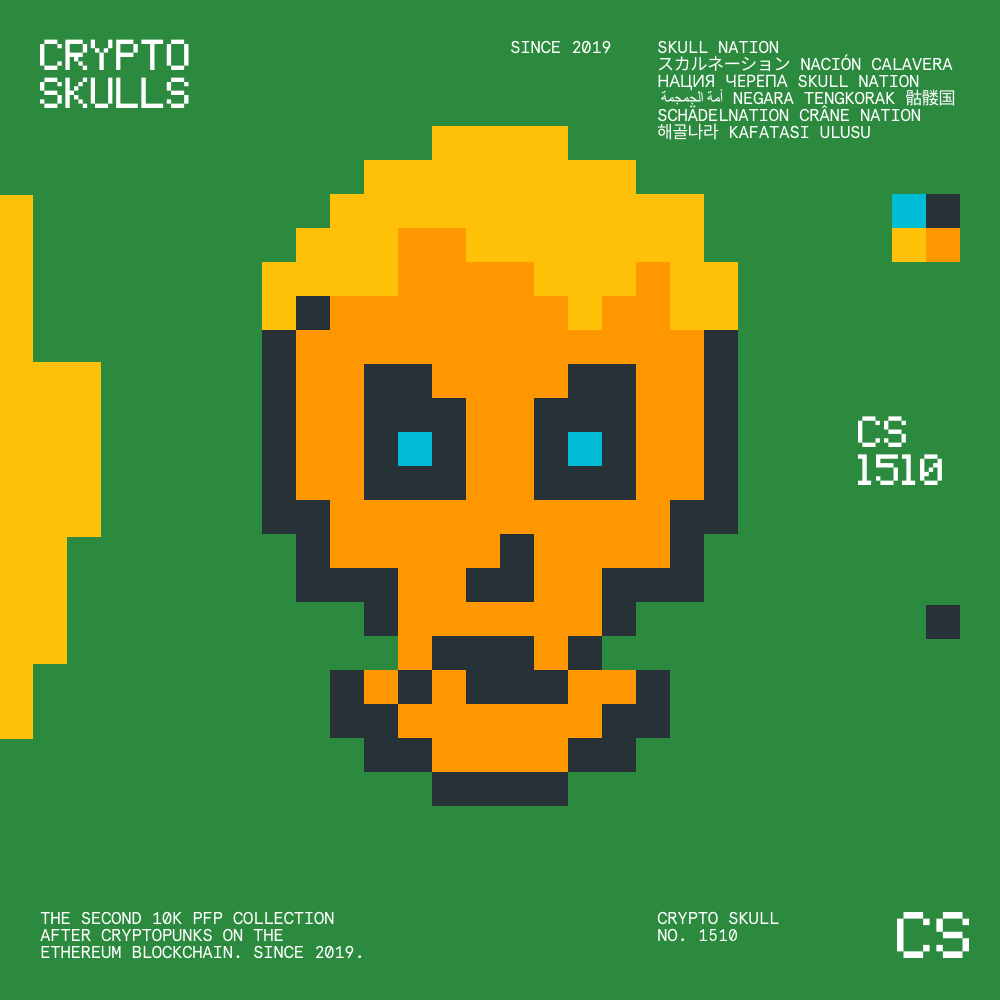 CRYPTO
SKULLS
SINCE 2019
SKULL NATION
スカルネーション NACIÓN CALAVERA
НАЦИЯ ЧЕРЕПА SKULL NATION
أمة الجمجمة NEGARA TENGKORAK 骷髅国
SCHÄDELNATION CRÂNE NATION
해골나라 KAFATASI ULUSU
CS
1510
THE SECOND 10K PFP COLLECTION
AFTER CRYPTOPUNKS ON THE
ETHEREUM BLOCKCHAIN. SINCE 2019.
CRYPTO SKULL
NO. 1510
CS